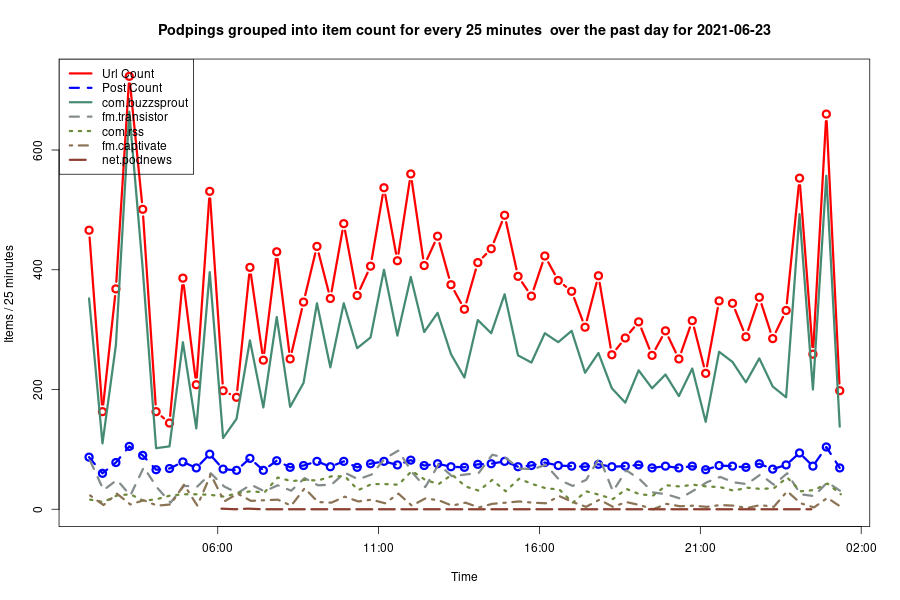 Podpings grouped into item count for every 25 minutes  over the past day for 2021-06-23
Url Count
Post Count
com.buzzsprout
fm.transistor
com.rss
fm.captivate
net.podnews
Items / 25 minutes
600
400
200
0
06:00
11:00
16:00
21:00
02:00
Time